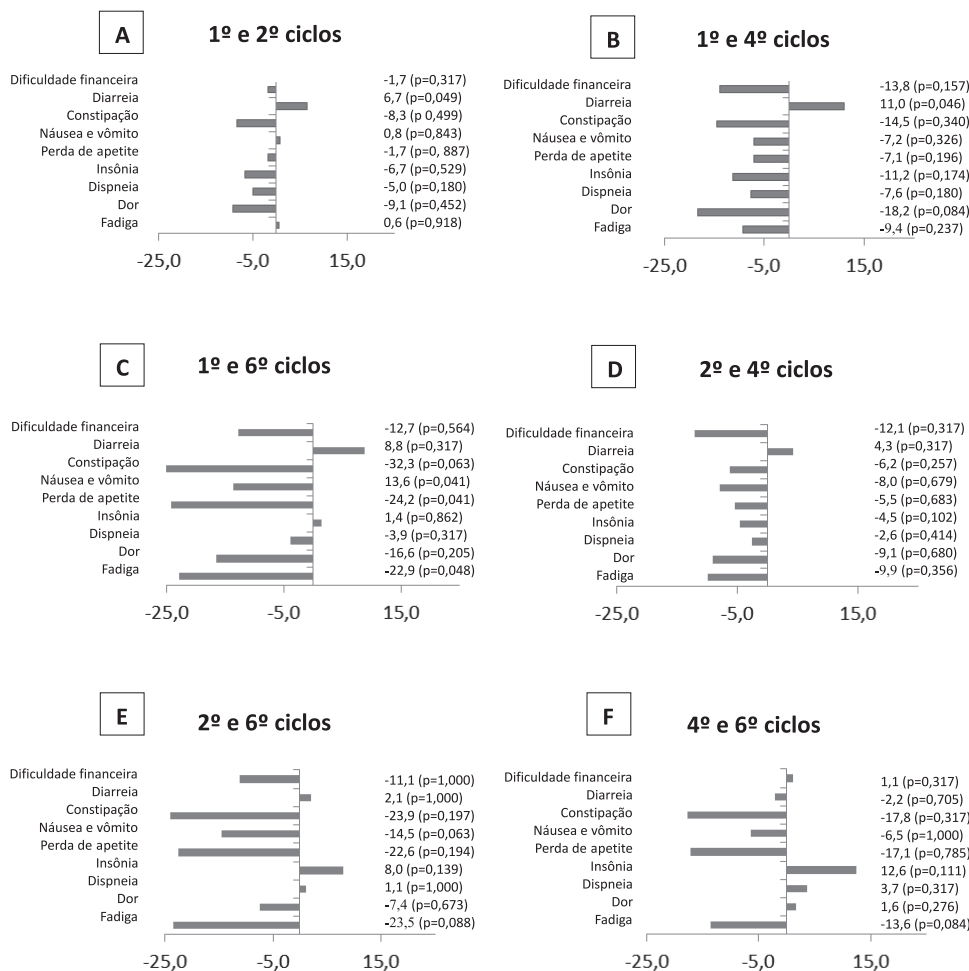 A
1º e 2º ciclos
Dificuldade financeira -1,7 (p=0,317)
Diarreia 6,7 (p=0,049)
Constipação -8,3 (p 0,499)
Náusea e vômito 0,8 (p=0,843)
Perda de apetite -1,7 (p=0, 887)
Insônia -6,7 (p=0,529)
Dispneia -5,0 (p=0,180)
Dor -9,1 (p=0,452)
Fadiga 0,6 (p=0,918)
-25,0 -5,0 15,0
B
1º e 4º ciclos
Dificuldade financeira -13,8 (p=0,157)
Diarreia 11,0 (p=0,046)
Constipação -14,5 (p=0,340)
Náusea e vômito -7,2 (p=0,326)
Perda de apetite -7,1 (p=0,196)
Insônia -11,2 (p=0,174)
Dispneia -7,6 (p=0,180)
Dor -18,2 (p=0,084)
Fadiga -9,4 (p=0,237)
-25,0 -5,0 15,0
C
1º e 6º ciclos
Dificuldade financeira -12,7 (p=0,564)
Diarreia 8,8 (p=0,317)
Constipação -32,3 (p=0,063)
Náusea e vômito 13,6 (p=0,041)
Perda de apetite -24,2 (p=0,041)
Insônia 1,4 (p=0,862)
Dispneia -3,9 (p=0,317)
Dor -16,6 (p=0,205)
Fadiga -22,9 (p=0,048)
-25,0 -5,0 15,0
D
2º e 4º ciclos
Dificuldade financeira -12,1 (p=0,317)
Diarreia 4,3 (p=0,317)
Constipação -6,2 (p=0,257)
Náusea e vômito -8,0 (p=0,679)
Perda de apetite -5,5 (p=0,683)
Insônia -4,5 (p=0,102)
Dispneia -2,6 (p=0,414)
Dor -9,1 (p=0,680)
Fadiga -9,9 (p=0,356)
-25,0 -5,0 15,0
E
2º e 6º ciclos
Dificuldade financeira -11,1 (p=1,000)
Diarreia 2,1 (p=1,000)
Constipação -23,9 (p=0,197)
Náusea e vômito -14,5 (p=0,063)
Perda de apetite -22,6 (p=0,194)
Insônia 8,0 (p=0,139)
Dispneia 1,1 (p=1,000)
Dor -7,4 (p=0,673)
Fadiga -23,5 (p=0,088)
-25,0 -5,0 15,0
F
4º e 6º ciclos
Dificuldade financeira 1,1 (p=0,317)
Diarreia -2,2 (p=0,705)
Constipação -17,8 (p=0,317)
Náusea e vômito -6,5 (p=1,000)
Perda de apetite -17,1 (p=0,785)
Insônia 12,6 (p=0,111)
Dispneia 3,7 (p=0,317)
Dor 1,6 (p=0,276)
Fadiga -13,6 (p=0,084)
-25,0 -5,0 15,0